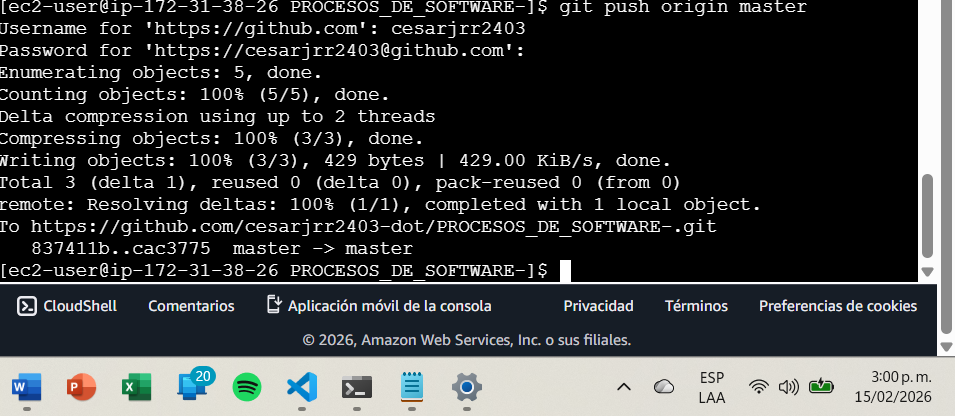 [ec2-user@ip-172-31-38-26 PROCESOS_DE_SOFTWARE-]$ git push origin master
Username for 'https://github.com': cesarjrr2403
Password for 'https://cesarjrr2403@github.com':
Enumerating objects: 5, done.
Counting objects: 100% (5/5), done.
Delta compression using up to 2 threads
Compressing objects: 100% (3/3), done.
Writing objects: 100% (3/3), 429 bytes | 429.00 KiB/s, done.
Total 3 (delta 1), reused 0 (delta 0), pack-reused 0 (from 0)
remote: Resolving deltas: 100% (1/1), completed with 1 local object.
To https://github.com/cesarjrr2403-dot/PROCESOS_DE_SOFTWARE-.git
   837411b..cac3775  master -> master
[ec2-user@ip-172-31-38-26 PROCESOS_DE_SOFTWARE-]$
CloudShell Comentarios Aplicación móvil de la consola Privacidad Términos Preferencias de cookies
© 2026, Amazon Web Services, Inc. o sus filiales.
20
ESP
LAA
3:00 p. m.
15/02/2026